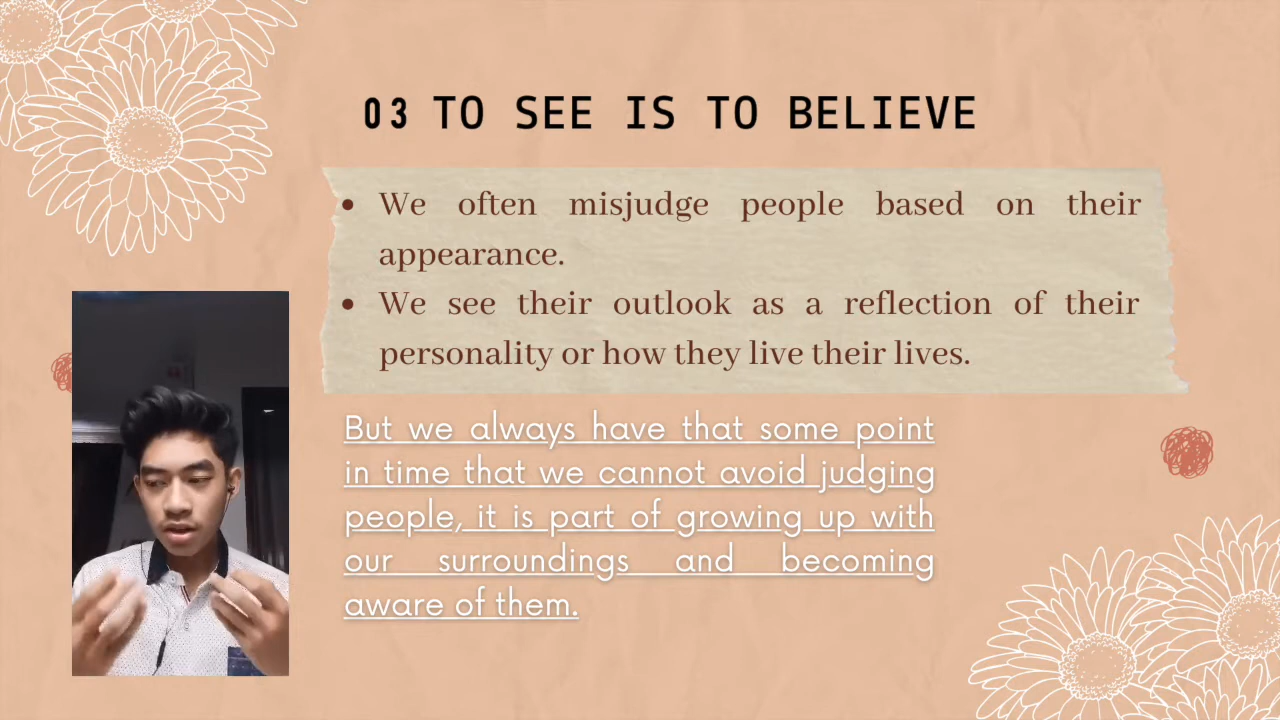 03 TO SEE IS TO BELIEVE
• We often misjudge people based on their
appearance.
• We see their outlook as a reflection of their
personality or how they live their lives.
But we always have that some point
in time that we cannot avoid judging
people, it is part of growing up with
our surroundings and becoming
aware of them.